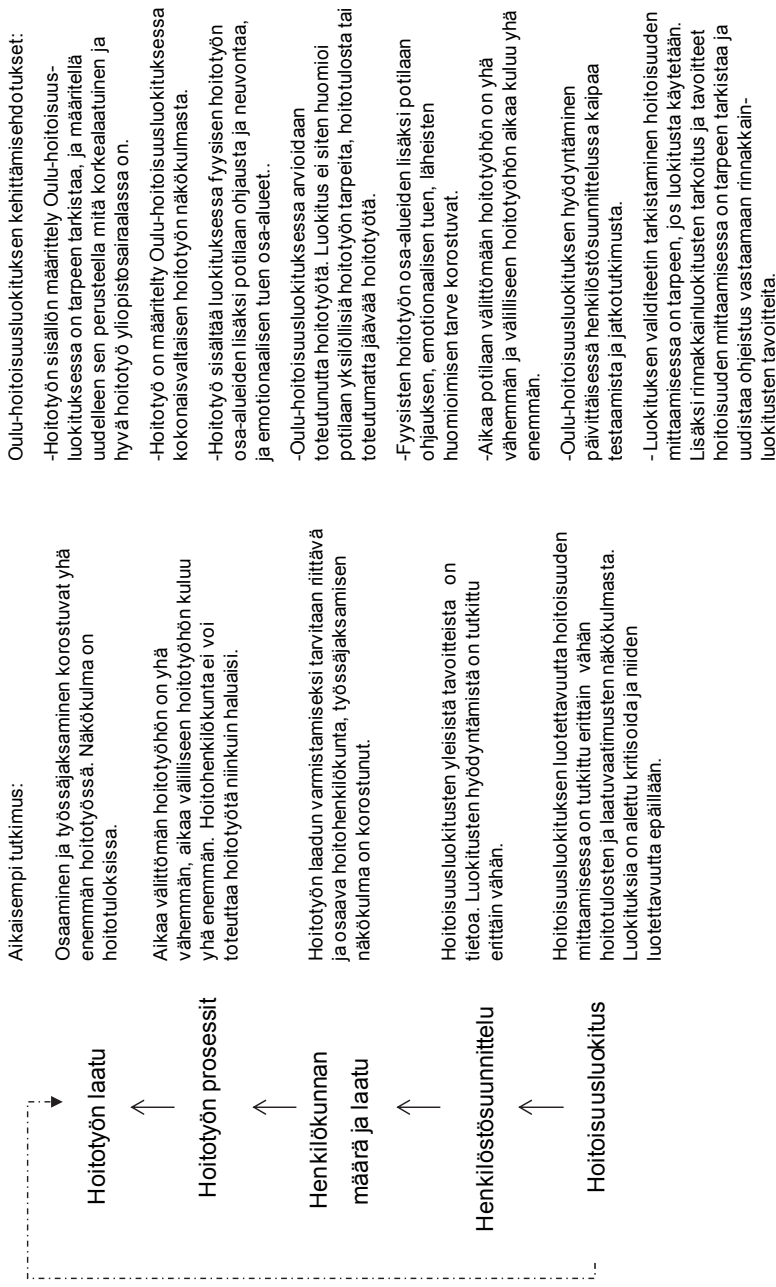 Hoitotyön laatu
Hoitotyön prosessit
Henkilökunnan
määrä ja laatu
Henkilöstösuunnittelu
Hoitoisuusluokitus
Aikaisempi tutkimus:
Osaaminen ja työssäjaksaminen korostuvat yhä
enemmän hoitotyössä. Näkökulma on
hoitotuloksissa.
Aikaa välittömän hoitotyöhön on yhä
vähemmän, aikaa välilliseen hoitotyöhön kuluu
yhä enemmän. Hoitohenkilökunta ei voi
toteuttaa hoitotyötä niinkuin haluaisi.
Hoitotyön laadun varmistamiseksi tarvitaan riittävä
ja osaava hoitohenkilökunta, työssäjaksamisen
näkökulma on korostunut.
Hoitoisuusluokitusten yleisistä tavoitteista on
tietoa. Luokitusten hyödyntämistä on tutkittu
erittäin vähän.
Hoitoisuusluokituksen luotettavuutta hoitoisuuden
mittaamisessa on tutkittu erittäin vähän
hoitotulosten ja laatuvaatimusten näkökulmasta.
Luokituksia on alettu kritisoida ja niiden
luotettavuutta epäillään.
Oulu-hoitoisuusluokituksen kehittämisehdotukset:
-Hoitotyön sisällön määrittely Oulu-hoitoisuus-
luokituksessa on tarpeen tarkistaa, ja määritellä
uudelleen sen perusteella mitä korkealaatuinen ja
hyvä hoitotyö yliopistosairaalassa on.
-Hoitotyö on määritelty Oulu-hoitoisuusluokituksessa
kokonaisvaltaisen hoitotyön näkökulmasta.
-Hoitotyö sisältää luokituksessa fyysisen hoitotyön
osa-alueiden lisäksi potilaan ohjausta ja neuvontaa,
ja emotionaalisen tuen osa-alueet..
-Oulu-hoitoisuusluokituksessa arvioidaan
toteutunutta hoitotyötä. Luokitus ei siten huomioi
potilaan yksilöllisiä hoitotyön tarpeita, hoitotulosta tai
toteutumatta jäävää hoitotyötä.
-Fyysisten hoitotyön osa-alueiden lisäksi potilaan
ohjauksen, emotionaalisen tuen, läheisten
huomioimisen tarve korostuvat.
-Aikaa potilaan välittömään hoitotyöhön on yhä
vähemmän ja välilliseen hoitotyöhön aikaa kuluu yhä
enemmän.
-Oulu-hoitoisuusluokituksen hyödyntäminen
päivittäisessä henkilöstösuunnittelussa kaipaa
testaamista ja jatkotutkimusta.
- Luokituksen validiteetin tarkistaminen hoitoisuuden
mittaamisessa on tarpeen, jos luokitusta käytetään.
Lisäksi rinnakkainluokitusten tarkoitus ja tavoitteet
hoitoisuuden mittaamisessa on tarpeen tarkistaa ja
uudistaa ohjeistus vastaamaan rinnakkain-
luokitusten tavoitteita.